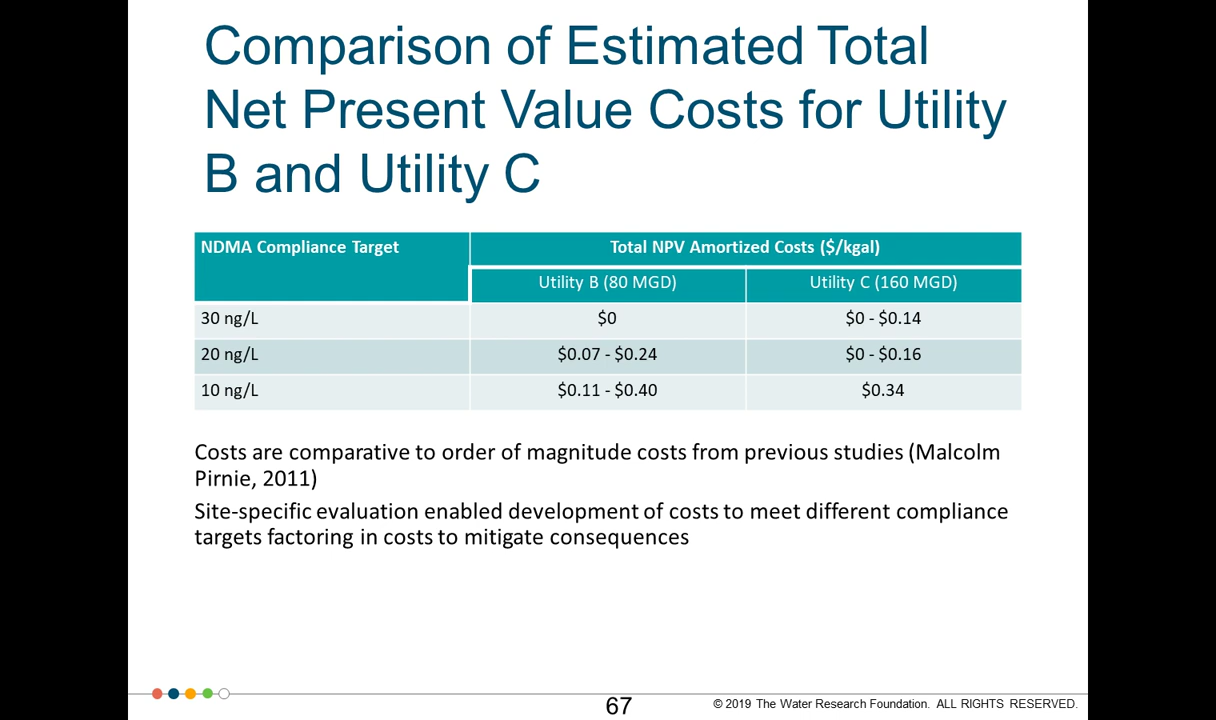 Comparison of Estimated Total
Net Present Value Costs for Utility
B and Utility C
NDMA Compliance Target
Total NPV Amortized Costs ($/kgal)
Utility B (80 MGD)
Utility C (160 MGD)
30 ng/L
$0
$0 - $0.14
20 ng/L
$0.07 - $0.24
$0 - $0.16
10 ng/L
$0.11 - $0.40
$0.34
Costs are comparative to order of magnitude costs from previous studies (Malcolm
Pirnie, 2011)
Site-specific evaluation enabled development of costs to meet different compliance
targets factoring in costs to mitigate consequences
67
© 2019 The Water Research Foundation. ALL RIGHTS RESERVED.